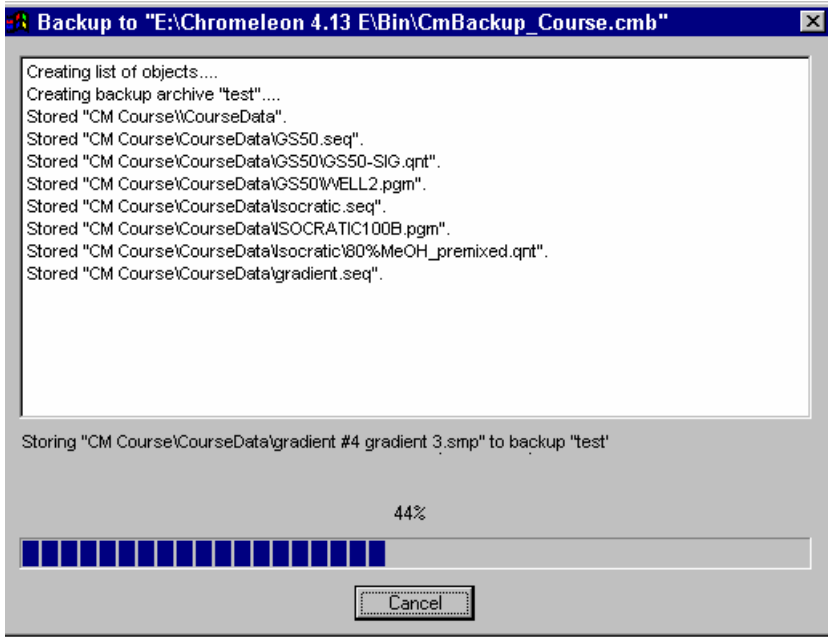 Backup to "E:\Chromeleon 4.13 E\Bin\CmBackup_Course.cmb"
Creating list of objects....
Creating backup archive "test"....
Stored "CM Course\\CourseData".
Stored "CM Course\CourseData\GS50.seq".
Stored "CM Course\CourseData\GS50\GS50-SIG.qnt".
Stored "CM Course\CourseData\GS50\WELL2.pgm".
Stored "CM Course\CourseData\Isocratic.seq".
Stored "CM Course\CourseData\ISOCRATIC100B.pgm".
Stored "CM Course\CourseData\Isocratic\80%MeOH_premixed.qnt".
Stored "CM Course\CourseData\gradient.seq".
Storing "CM Course\CourseData\gradient #4 gradient 3.smp" to backup "test'
44%
Cancel